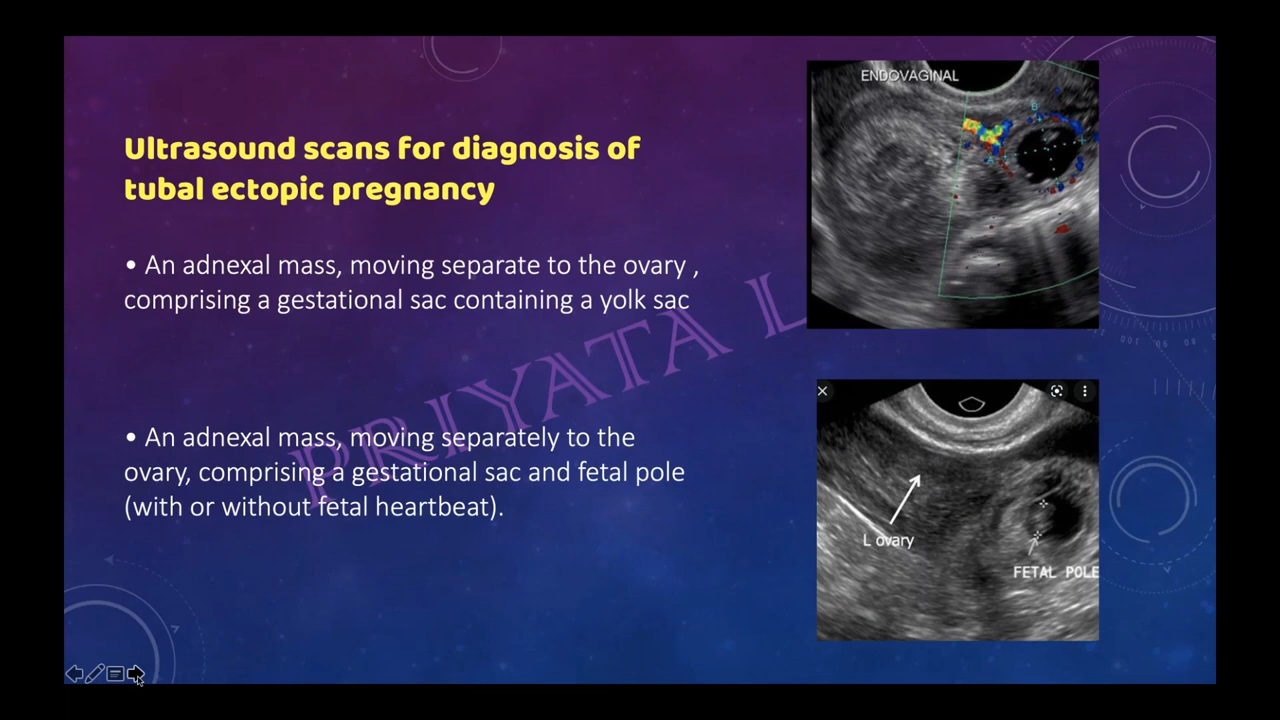 Ultrasound scans for diagnosis of
tubal ectopic pregnancy
• An adnexal mass, moving separate to the ovary ,
comprising a gestational sac containing a yolk sac
• An adnexal mass, moving separately to the
ovary, comprising a gestational sac and fetal pole
(with or without fetal heartbeat).
PRIYATA L
ENDOVAGINAL
B
L ovary
FETAL POLE